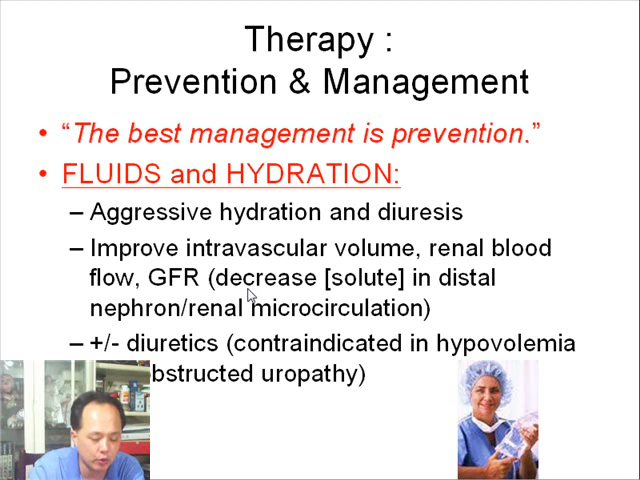 Therapy :
Prevention & Management
• “The best management is prevention.”
• FLUIDS and HYDRATION:
– Aggressive hydration and diuresis
– Improve intravascular volume, renal blood
flow, GFR (decrease [solute] in distal
nephron/renal microcirculation)
– +/- diuretics (contraindicated in hypovolemia
bstructed uropathy)